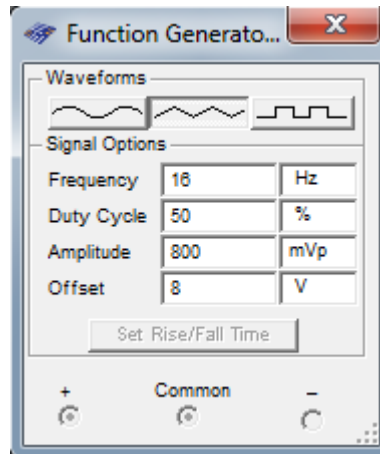 Function Generato...
Waveforms
Signal Options
Frequency 16 Hz
Duty Cycle 50 %
Amplitude 800 mVp
Offset 8 V
Set Rise/Fall Time
+ Common –